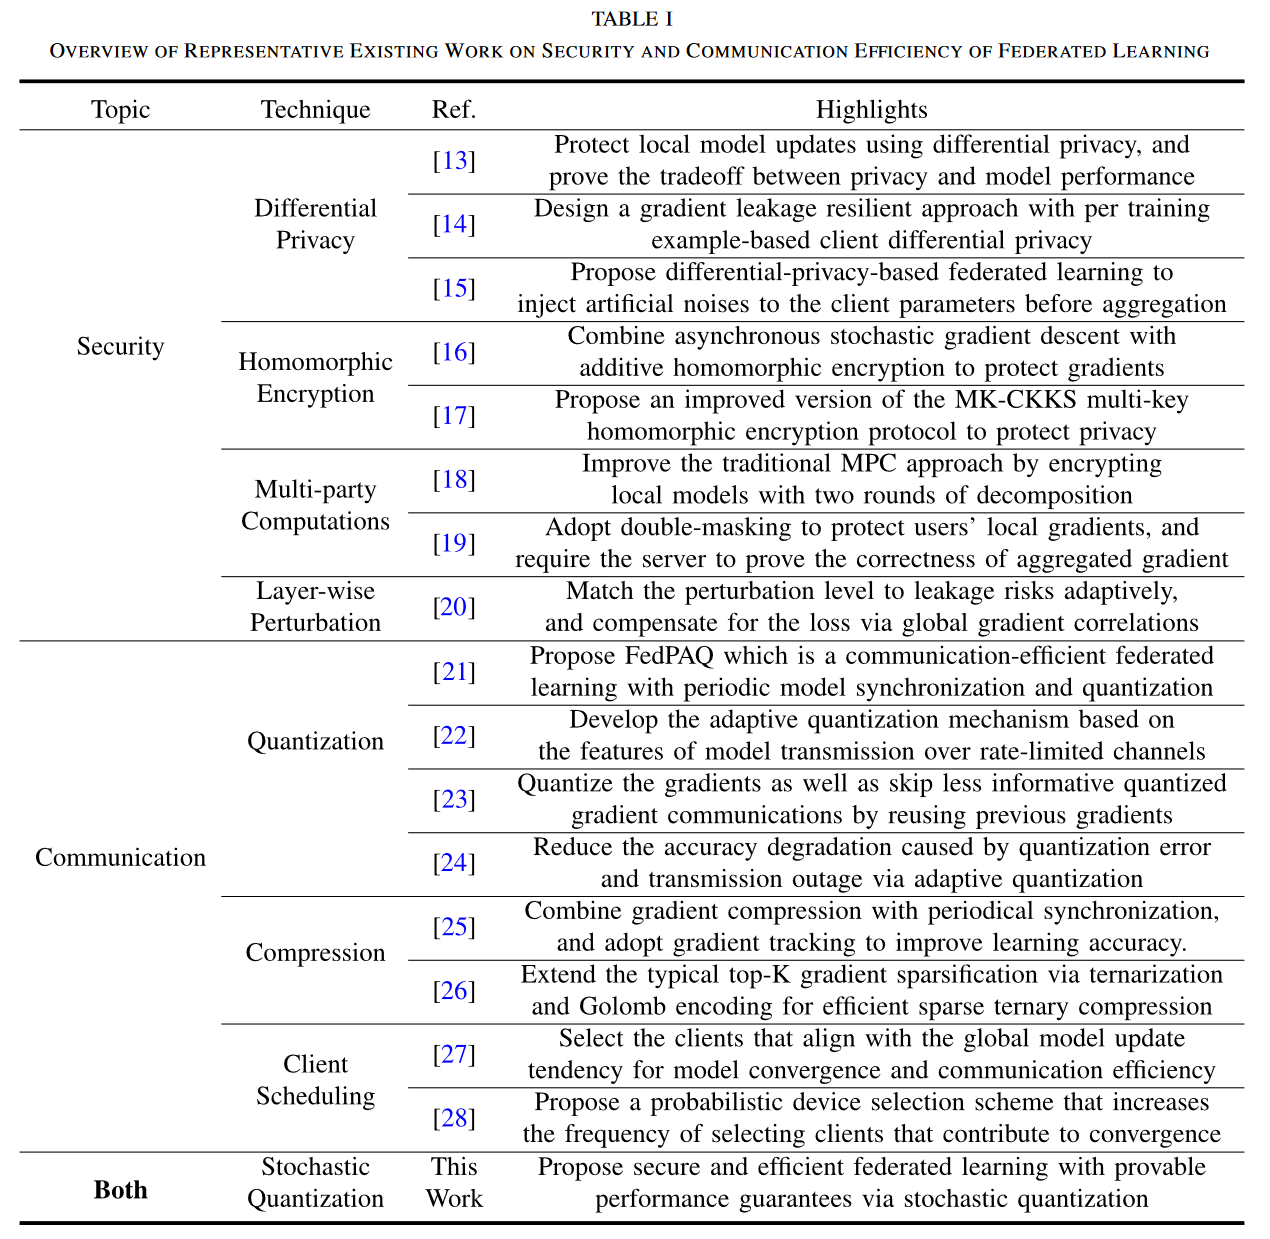 TABLE I
OVERVIEW OF REPRESENTATIVE EXISTING WORK ON SECURITY AND COMMUNICATION EFFICIENCY OF FEDERATED LEARNING
Topic Technique Ref. Highlights
Security
Differential
Privacy
[13]
Protect local model updates using differential privacy, and
prove the tradeoff between privacy and model performance
[14]
Design a gradient leakage resilient approach with per training
example-based client differential privacy
[15]
Propose differential-privacy-based federated learning to
inject artificial noises to the client parameters before aggregation
Homomorphic
Encryption
[16]
Combine asynchronous stochastic gradient descent with
additive homomorphic encryption to protect gradients
[17]
Propose an improved version of the MK-CKKS multi-key
homomorphic encryption protocol to protect privacy
Multi-party
Computations
[18]
Improve the traditional MPC approach by encrypting
local models with two rounds of decomposition
[19]
Adopt double-masking to protect users' local gradients, and
require the server to prove the correctness of aggregated gradient
Layer-wise
Perturbation
[20]
Match the perturbation level to leakage risks adaptively,
and compensate for the loss via global gradient correlations
Communication
Quantization
[21]
Propose FedPAQ which is a communication-efficient federated
learning with periodic model synchronization and quantization
[22]
Develop the adaptive quantization mechanism based on
the features of model transmission over rate-limited channels
[23]
Quantize the gradients as well as skip less informative quantized
gradient communications by reusing previous gradients
[24]
Reduce the accuracy degradation caused by quantization error
and transmission outage via adaptive quantization
Compression
[25]
Combine gradient compression with periodical synchronization,
and adopt gradient tracking to improve learning accuracy.
[26]
Extend the typical top-K gradient sparsification via ternarization
and Golomb encoding for efficient sparse ternary compression
Client
Scheduling
[27]
Select the clients that align with the global model update
tendency for model convergence and communication efficiency
[28]
Propose a probabilistic device selection scheme that increases
the frequency of selecting clients that contribute to convergence
Both
Stochastic
Quantization
This
Work
Propose secure and efficient federated learning with provable
performance guarantees via stochastic quantization